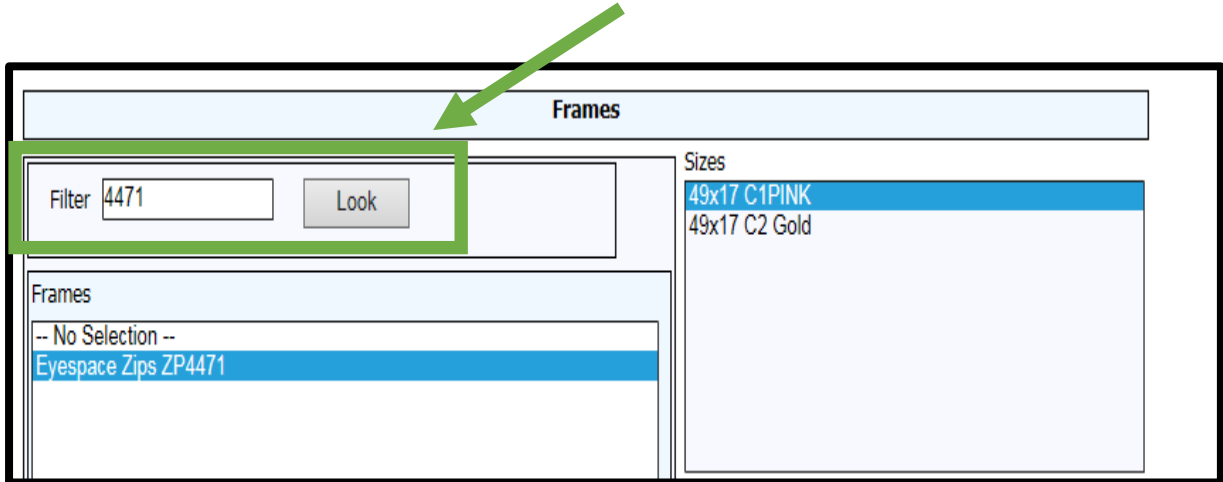 Frames
Filter 4471 Look
Frames
-- No Selection --
Eyespace Zips ZP4471
Sizes
49x17 C1PINK
49x17 C2 Gold